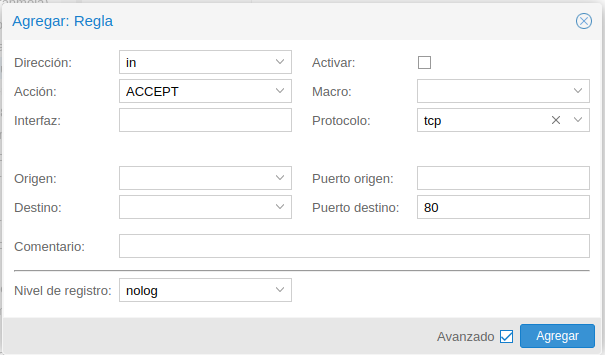 Agregar: Regla
Dirección: in Activar:
Acción: ACCEPT Macro:
Interfaz: Protocolo: tcp
Origen: Puerto origen:
Destino: Puerto destino: 80
Comentario:
Nivel de registro: nolog
Avanzado Agregar